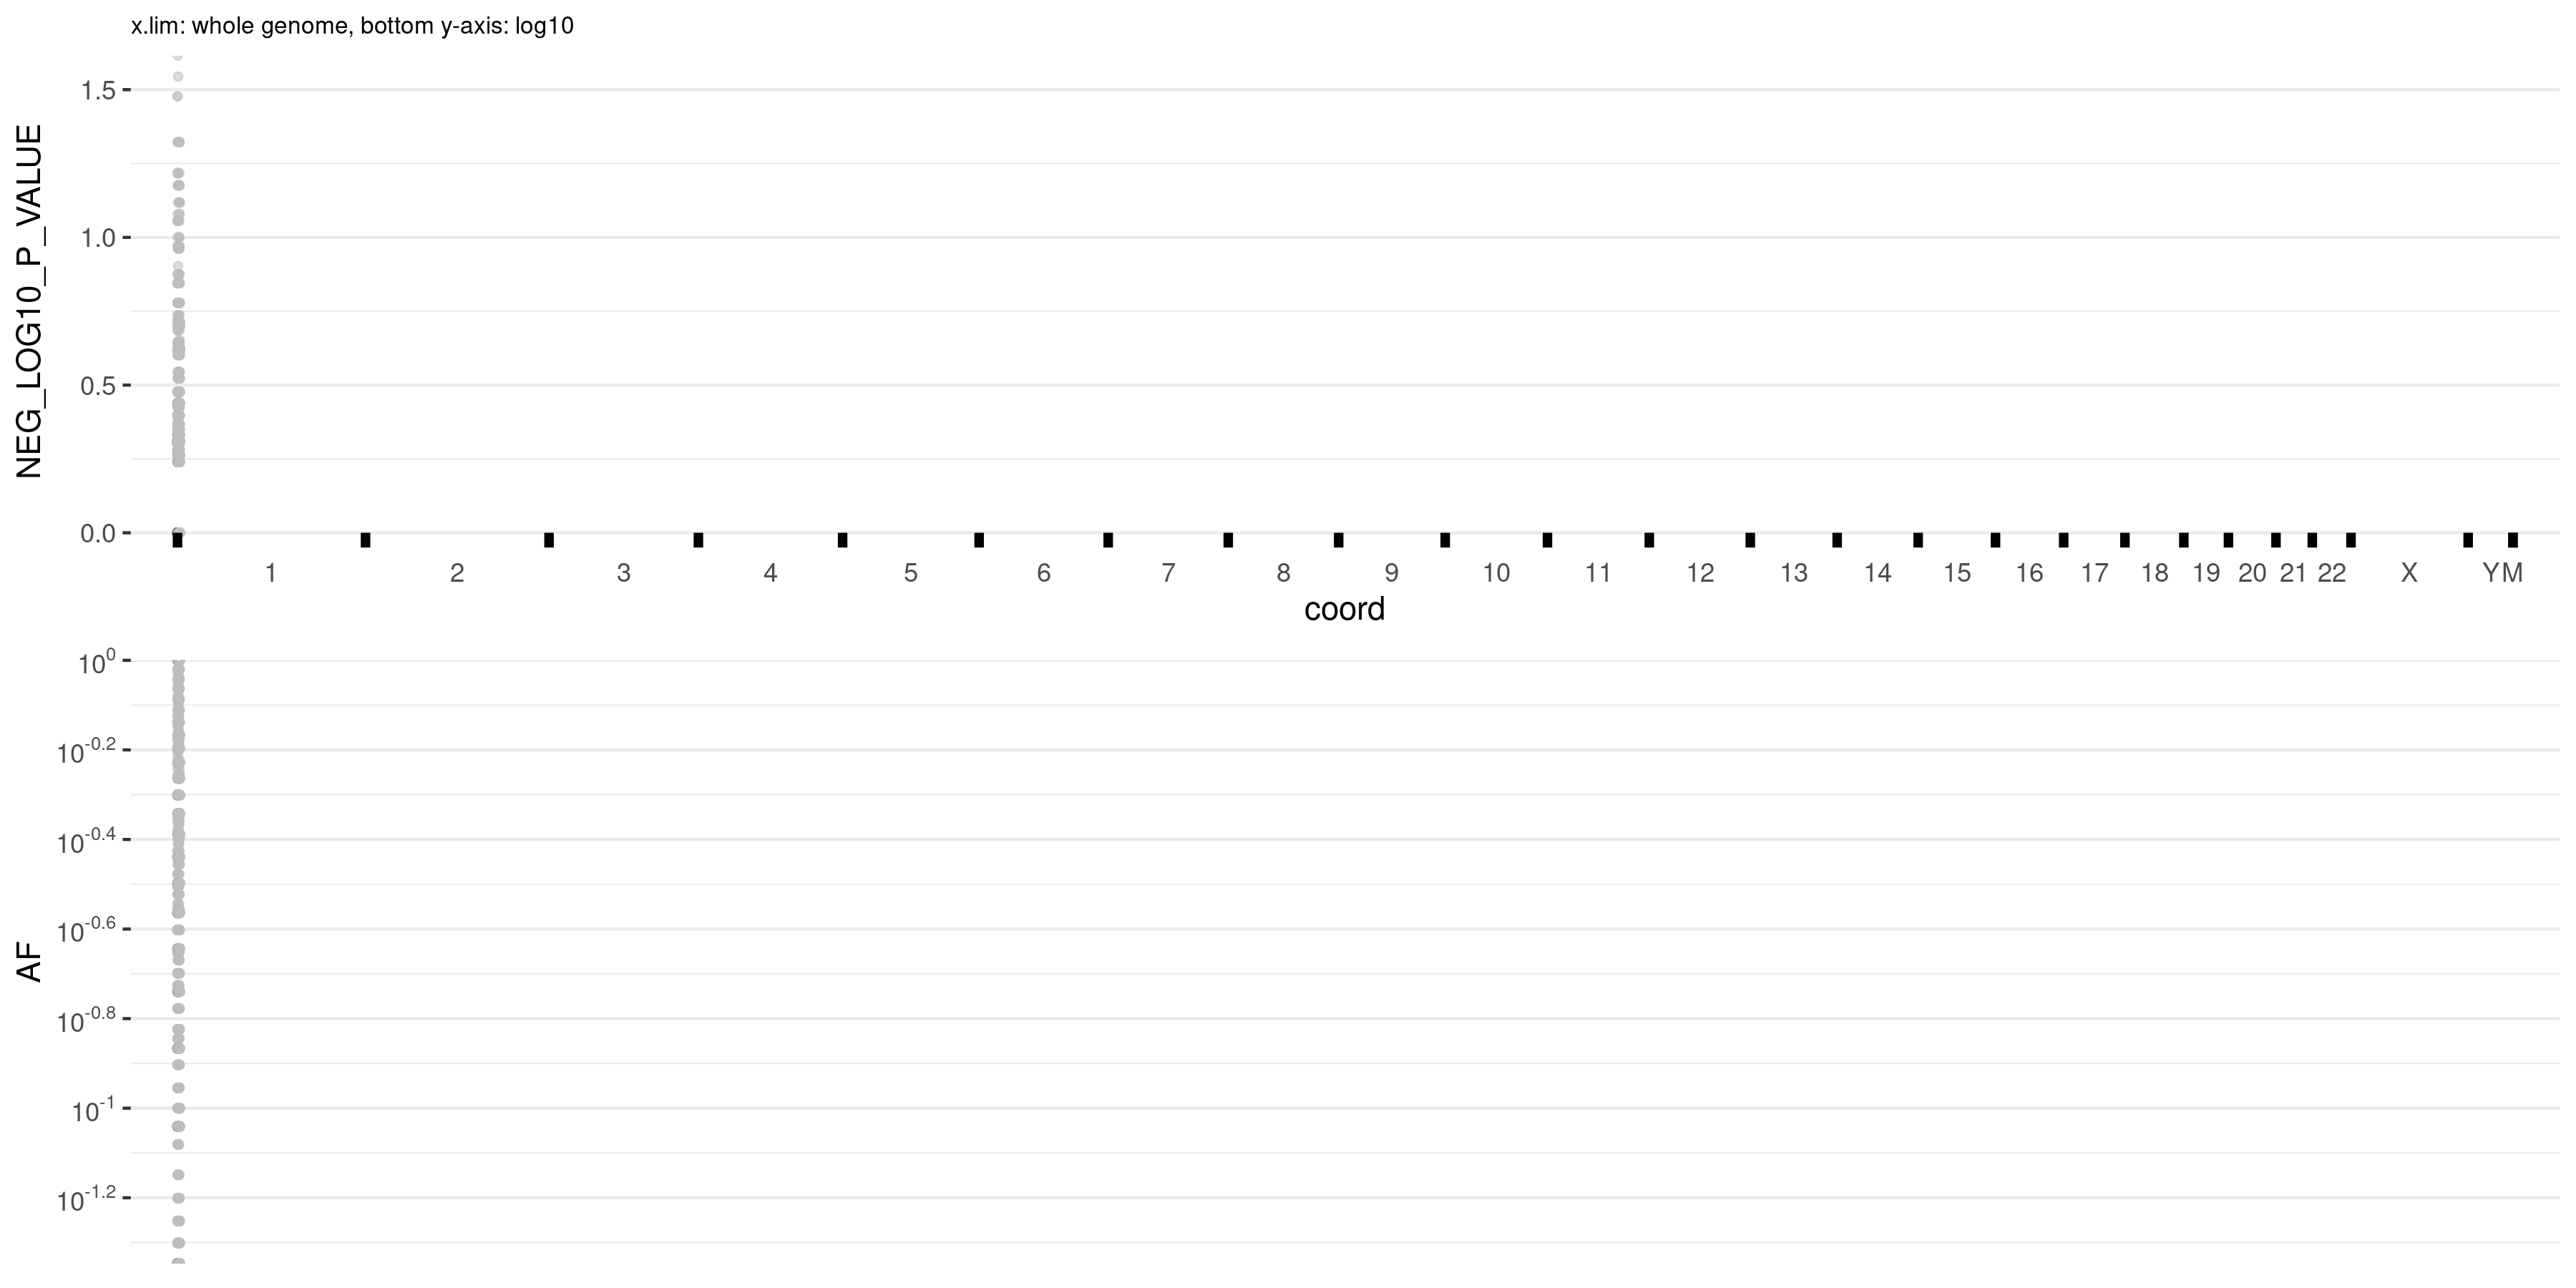 x.lim: whole genome, bottom y-axis: log10
NEG_LOG10_P_VALUE
1.5
1.0
0.5
0.0
1 2 3 4 5 6 7 8 9 10 11 12 13 14 15 16 17 18 19 20 21 22 X Y M
coord
AF
10^0
10^-0.2
10^-0.4
10^-0.6
10^-0.8
10^-1
10^-1.2